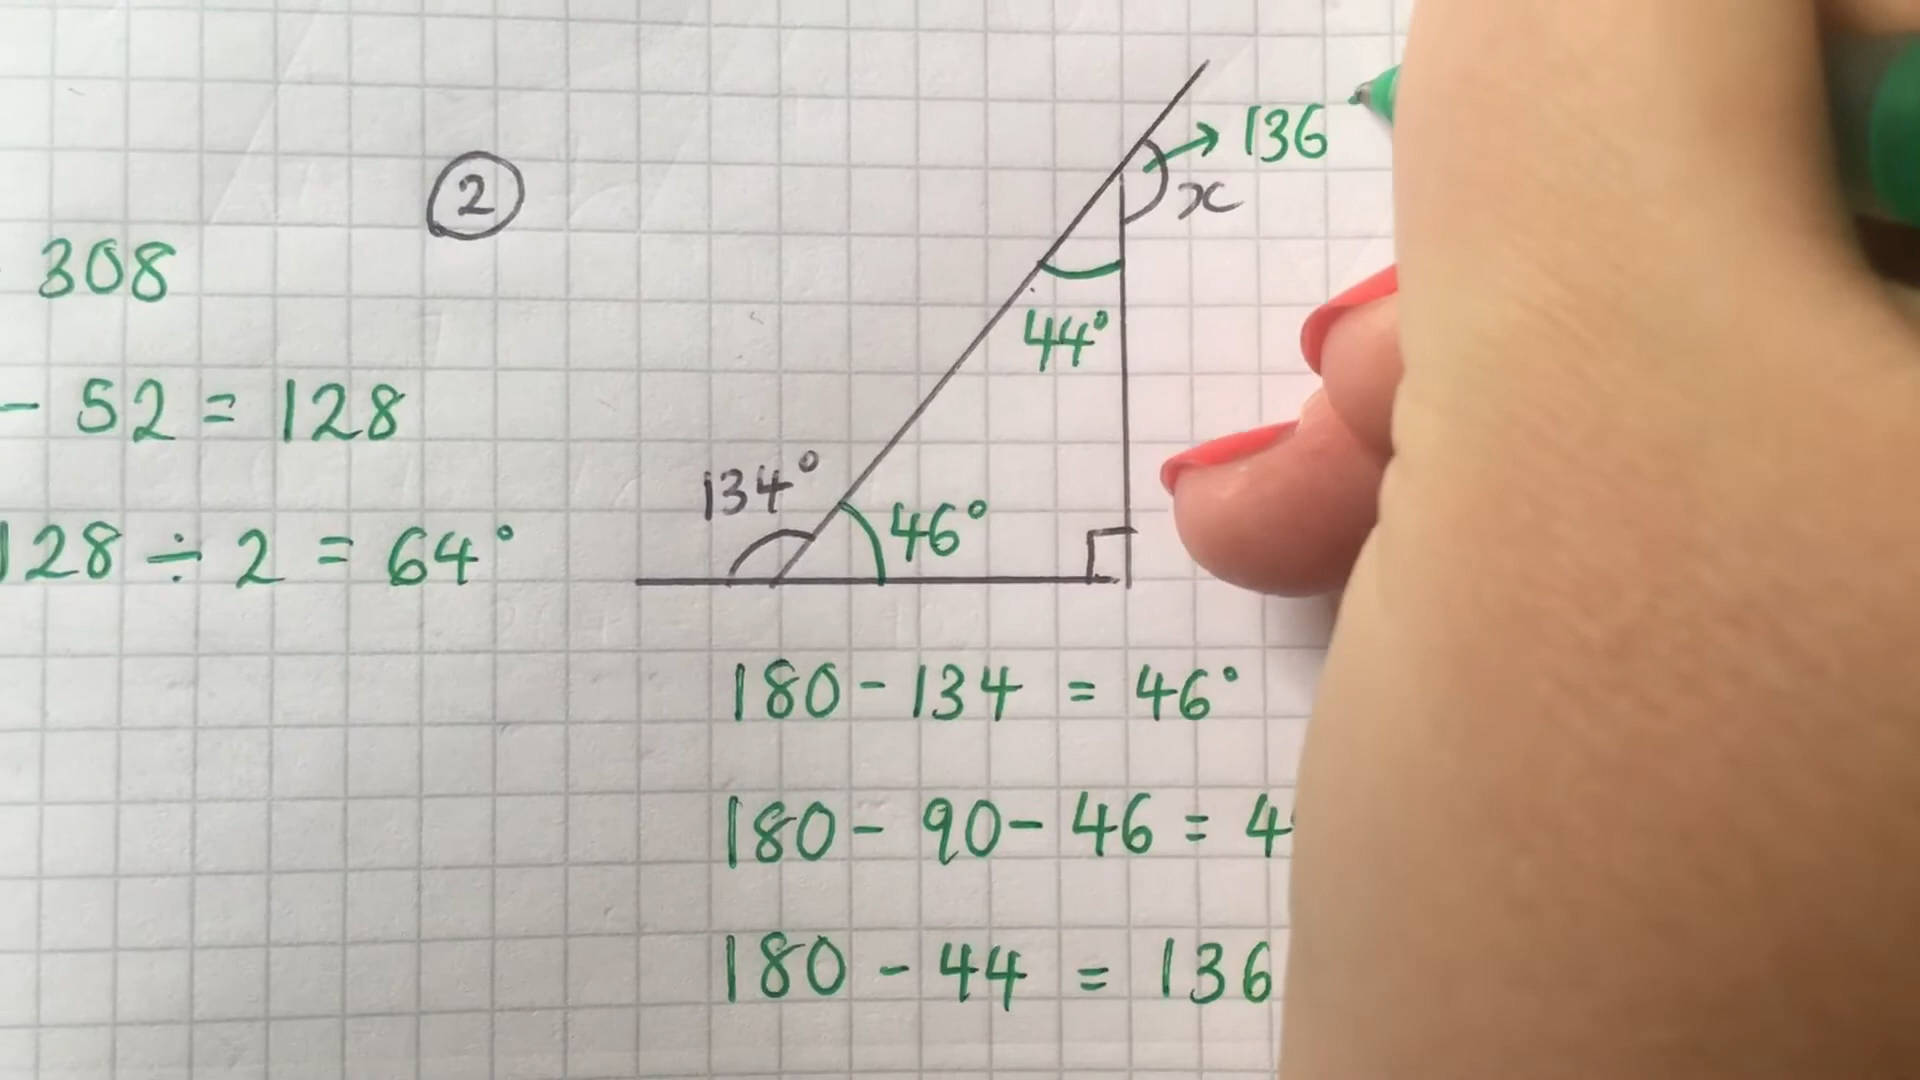 308
- 52 = 128
128 ÷ 2 = 64°
②
136
x
44°
134°
46°
180 - 134 = 46°
180 - 90 - 46 = 4
180 - 44 = 136